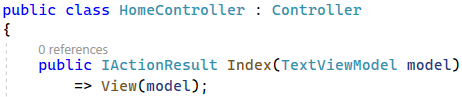 public class HomeController : Controller
{
0 references
public IActionResult Index(TextViewModel model)
=> View(model);